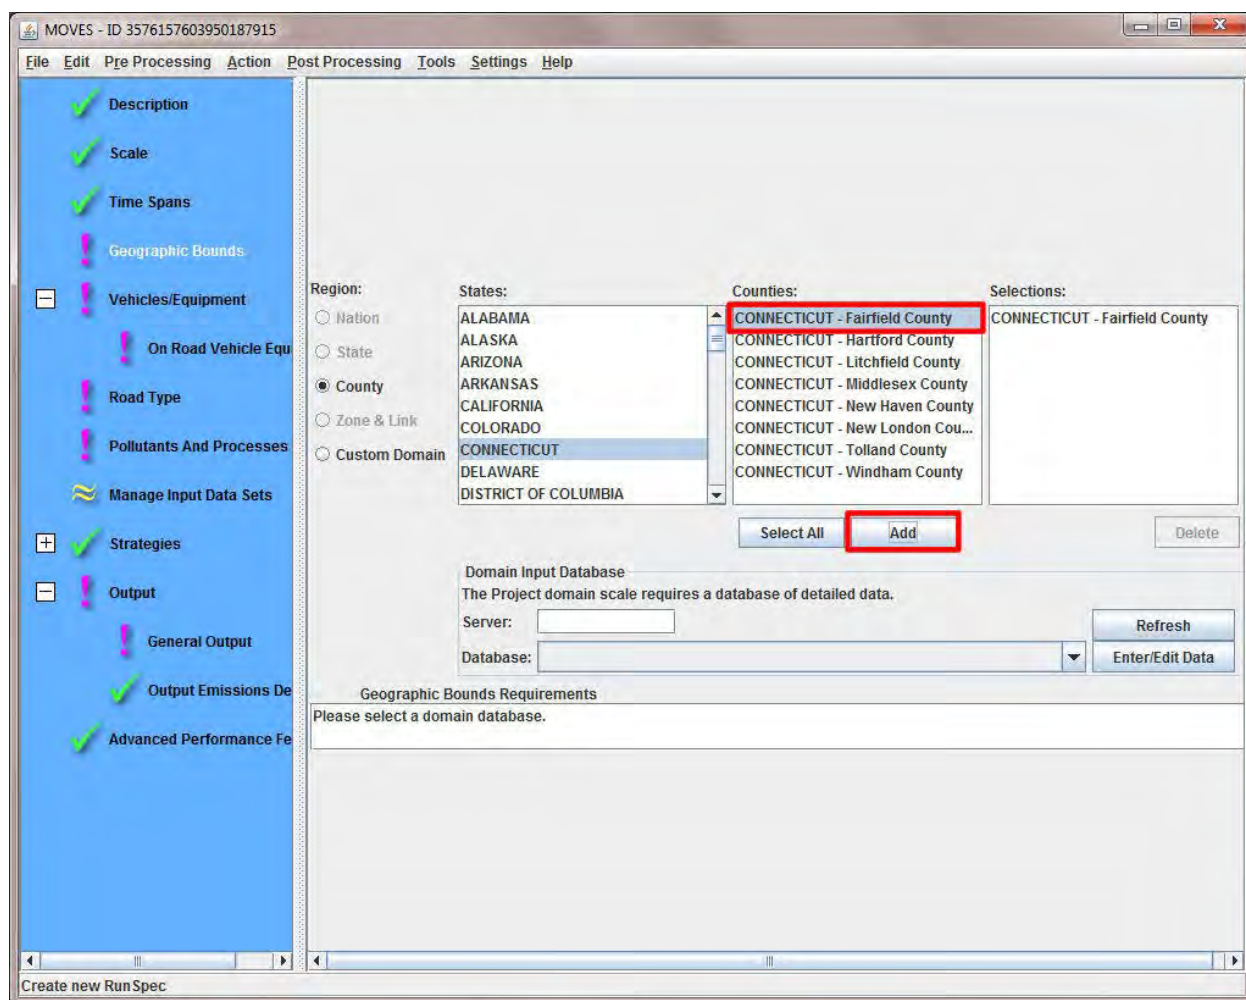 MOVES - ID 3576157603950187915
File Edit Pre Processing Action Post Processing Tools Settings Help
Description
Scale
Time Spans
Geographic Bounds
Vehicles/Equipment
On Road Vehicle Equ
Road Type
Pollutants And Processes
Manage Input Data Sets
Strategies
Output
General Output
Output Emissions De
Advanced Performance Fe
Region:
Nation
State
County
Zone & Link
Custom Domain
States:
ALABAMA
ALASKA
ARIZONA
ARKANSAS
CALIFORNIA
COLORADO
CONNECTICUT
DELAWARE
DISTRICT OF COLUMBIA
Counties:
CONNECTICUT - Fairfield County
CONNECTICUT - Hartford County
CONNECTICUT - Litchfield County
CONNECTICUT - Middlesex County
CONNECTICUT - New Haven County
CONNECTICUT - New London Cou...
CONNECTICUT - Tolland County
CONNECTICUT - Windham County
Selections:
CONNECTICUT - Fairfield County
Select All Add Delete
Domain Input Database
The Project domain scale requires a database of detailed data.
Server:
Refresh
Database:
Enter/Edit Data
Geographic Bounds Requirements
Please select a domain database.
Create new RunSpec